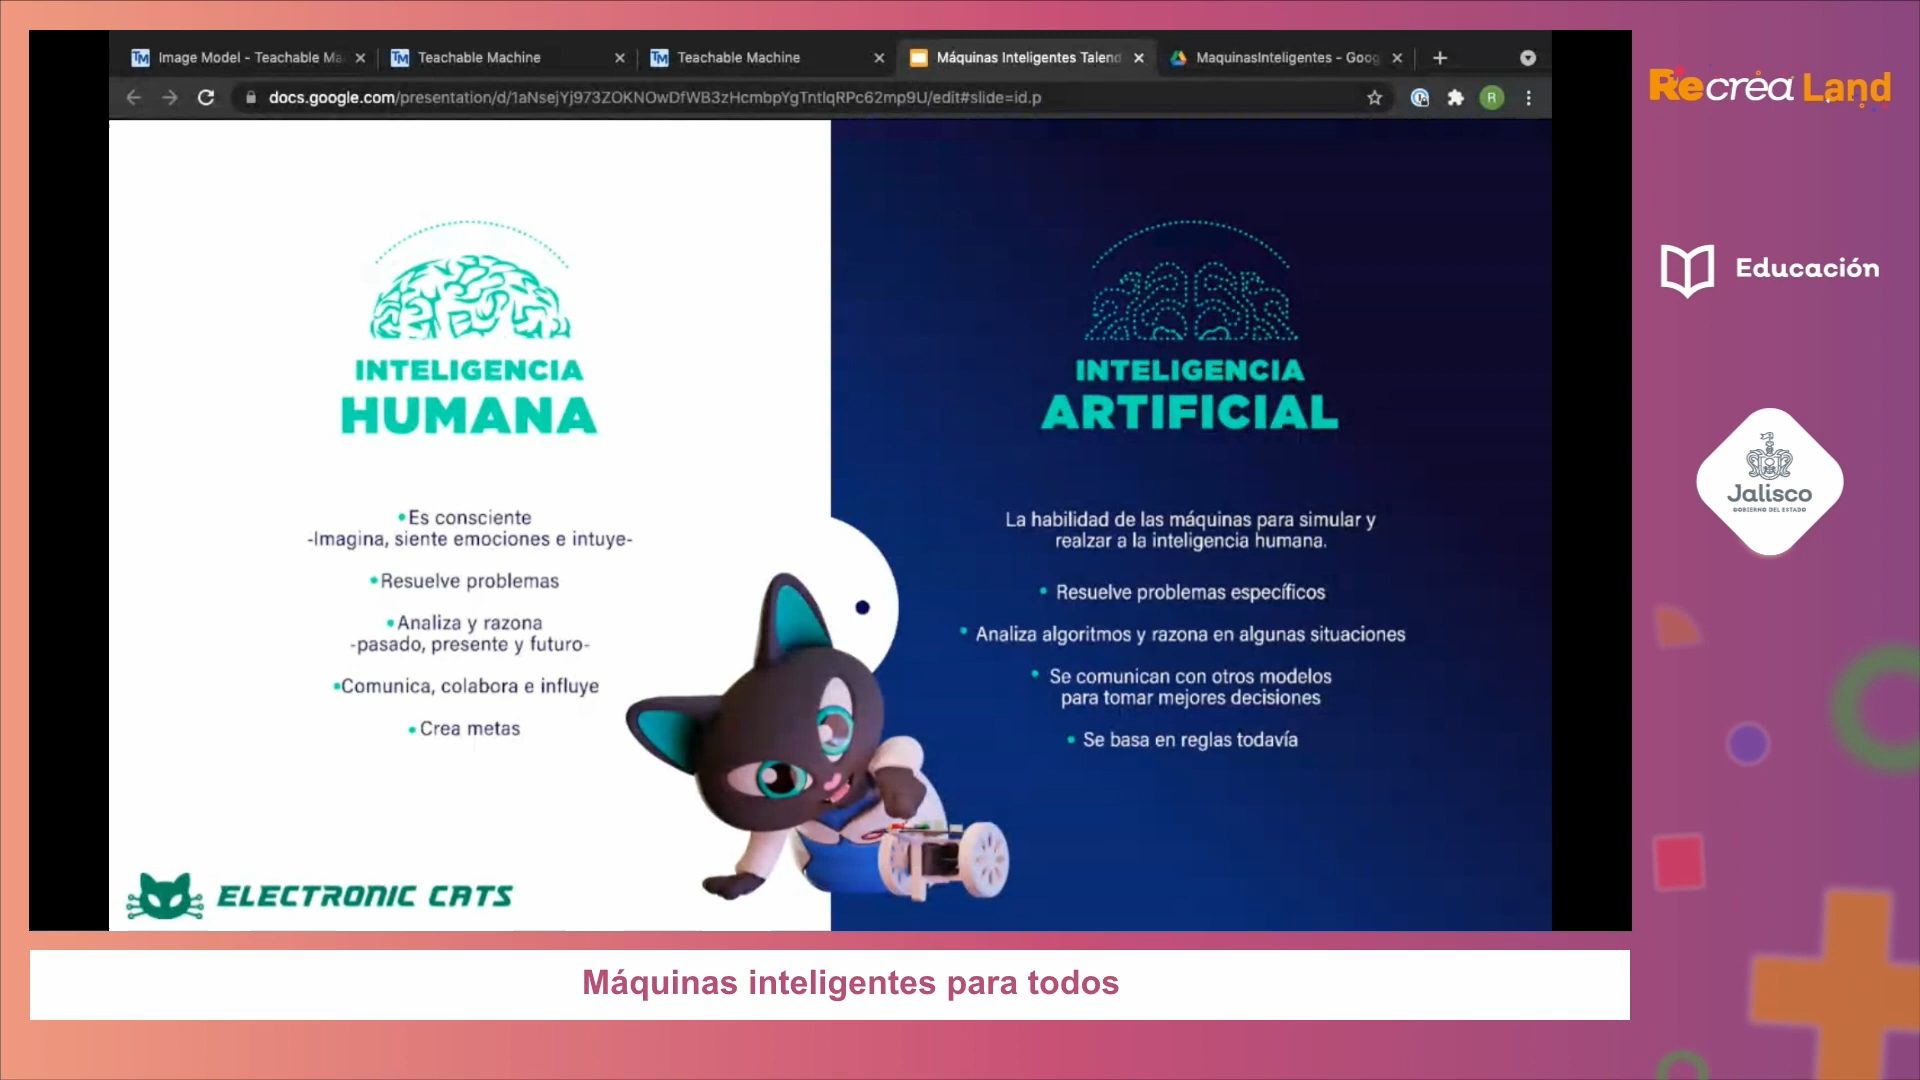 Image Model - Teachable Ma
Teachable Machine
Teachable Machine
Máquinas Inteligentes Talend
MaquinasInteligentes - Goog
docs.google.com/presentation/d/1aNsejYj973ZOKNOwDfWB3zHcmbpYgTntlqRPc62mp9U/edit#slide=id.p
R
INTELIGENCIA
HUMANA
•Es consciente
-Imagina, siente emociones e intuye-
•Resuelve problemas
•Analiza y razona
-pasado, presente y futuro-
•Comunica, colabora e influye
•Crea metas
ELECTRONIC CATS
INTELIGENCIA
ARTIFICIAL
La habilidad de las máquinas para simular y
realzar a la inteligencia humana.
• Resuelve problemas específicos
• Analiza algoritmos y razona en algunas situaciones
• Se comunican con otros modelos
para tomar mejores decisiones
• Se basa en reglas todavía
Recrea Land
Educación
Jalisco
GOBIERNO DEL ESTADO
Máquinas inteligentes para todos